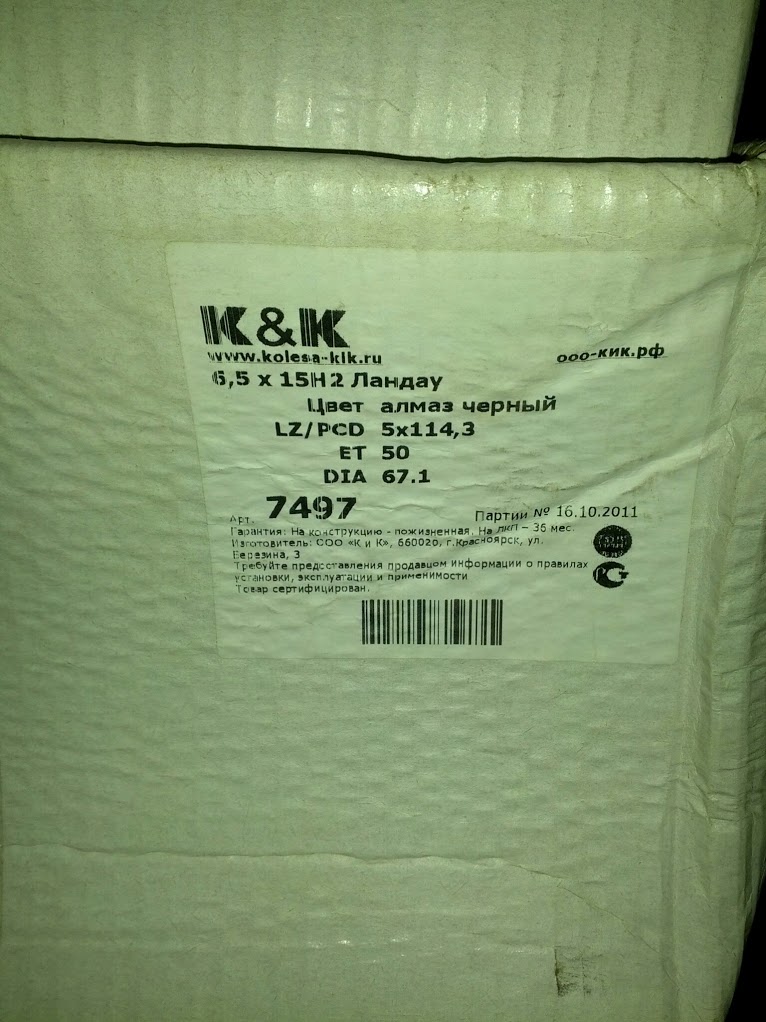 K&K
www.kolesa-kik.ru
ооо-кик.рф
6,5 x 15H2 Ландау
Цвет алмаз черный
LZ/PCD 5x114,3
ET 50
DIA 67.1
Арт. 7497 Партии № 16.10.2011
Гарантия: На конструкцию - пожизненная. На ЛКП - 36 мес.
Изготовитель: ООО «К и К», 660020, г.Красноярск, ул.
Березина, 3
Требуйте предоставления продавцом информации о правилах
установки, эксплуатации и применимости
Товар сертифицирован.